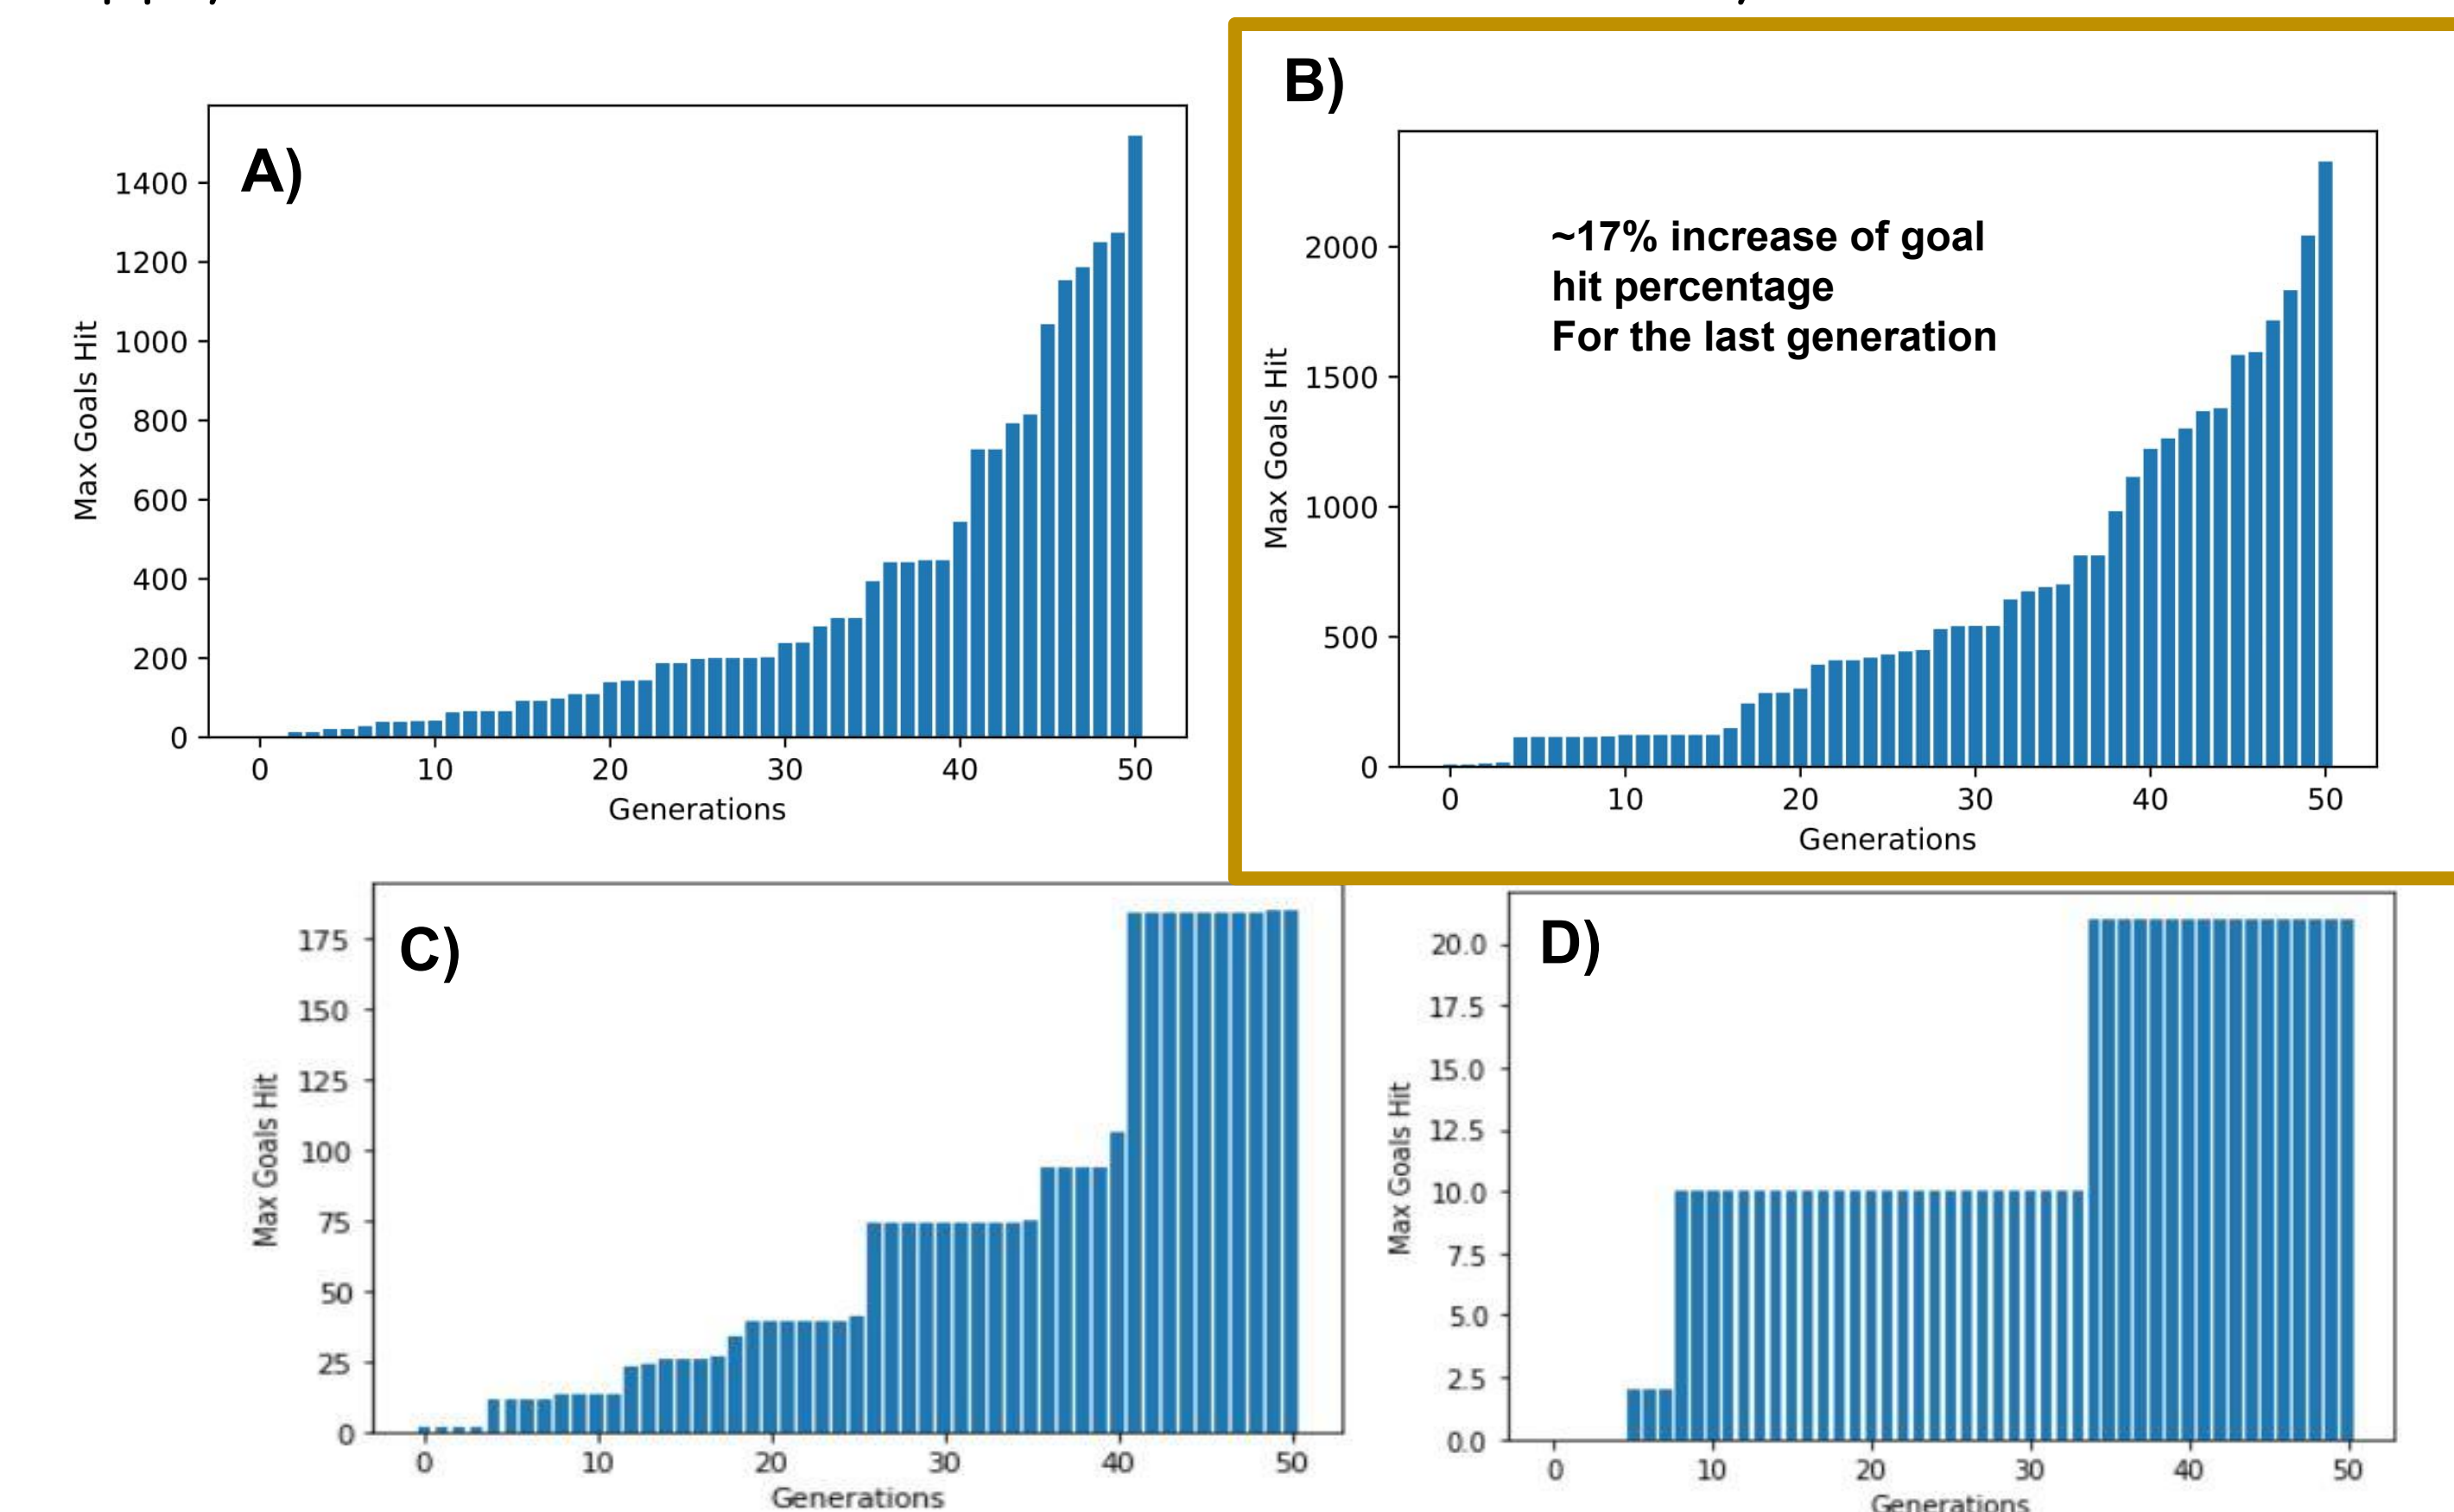 A)
1400
1200
1000
800
600
400
200
0
Max Goals Hit
0 10 20 30 40 50
Generations
B)
~17% increase of goal
hit percentage
For the last generation
2000
1500
1000
500
0
Max Goals Hit
0 10 20 30 40 50
Generations
C)
175
150
125
100
75
50
25
0
Max Goals Hit
0 10 20 30 40 50
Generations
D)
20.0
17.5
15.0
12.5
10.0
7.5
5.0
2.5
0.0
Max Goals Hit
0 10 20 30 40 50
Generations